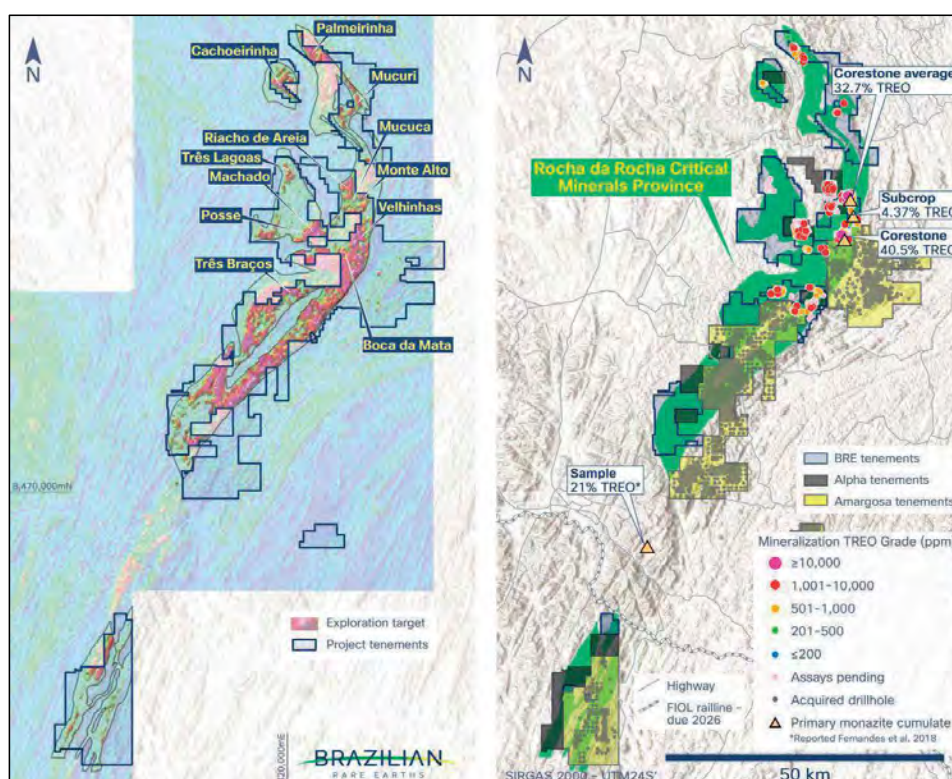 N
Palmeirinha
Cachoeirinha
Mucuri
Mucuca
Riacho de Areia
Três Lagoas
Monte Alto
Machado
Velhinhas
Posse
Três Braços
Boca da Mata
8,470,000mN
Exploration target
Project tenements
20,000mE
BRAZILIAN
RARE EARTHS
N
Corestone average
32.7% TREO
Rocha da Rocha Critical
Minerals Province
Subcrop
4.37% TREO
Corestone
40.5% TREO
Sample
21% TREO*
BRE tenements
Alpha tenements
Amargosa tenements
Mineralization TREO Grade (ppm)
≥10,000
1,001-10,000
501-1,000
201-500
≤200
Assays pending
Acquired drillhole
Primary monazite cumulate
*Reported Fernandes et al. 2018
Highway
FIOL railline -
due 2026
50 km
SIRGAS 2000 - UTM24S'